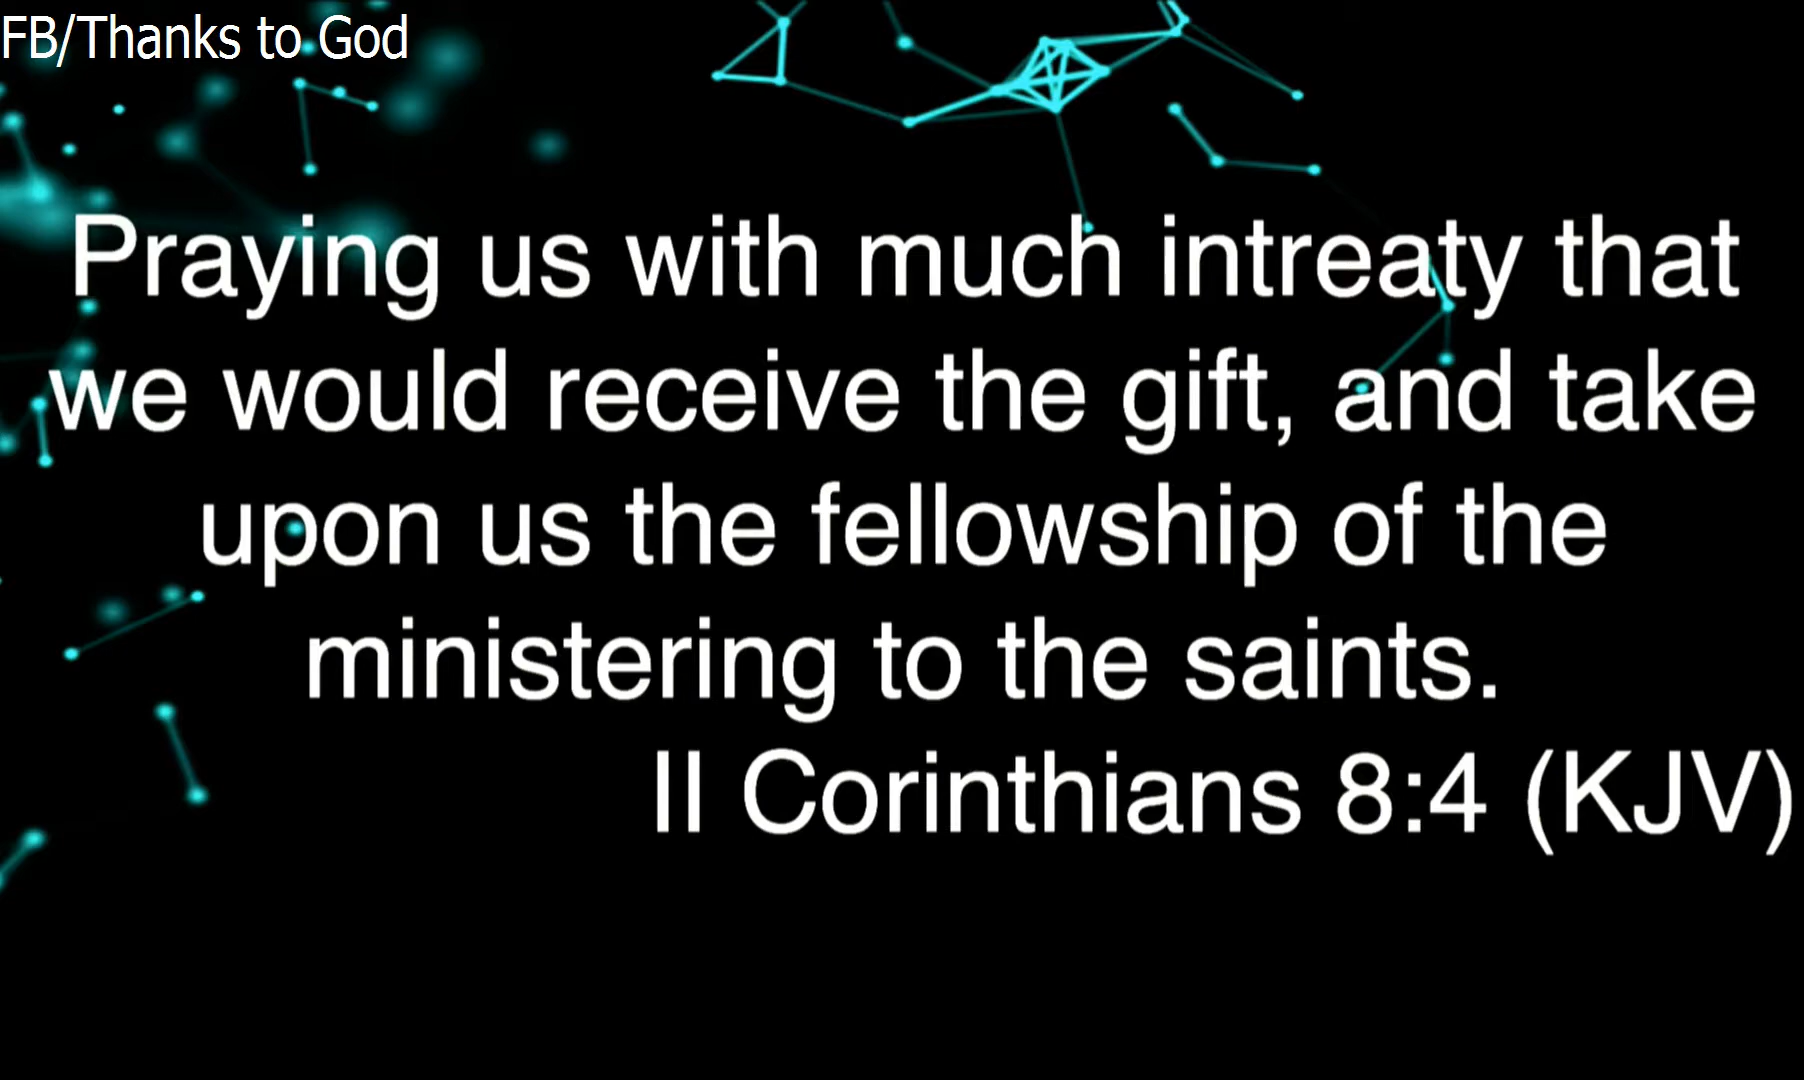 FB/Thanks to God
Praying us with much intreaty that
we would receive the gift, and take
upon us the fellowship of the
ministering to the saints.
II Corinthians 8:4 (KJV)